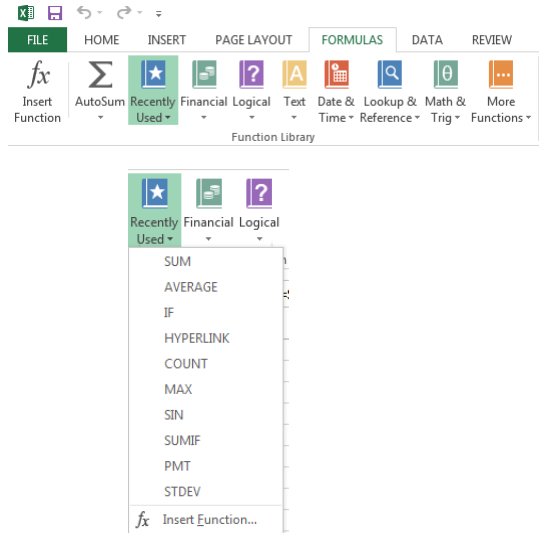 FILE HOME INSERT PAGE LAYOUT FORMULAS DATA REVIEW
fx Σ ? A θ ...
Insert AutoSum Recently Financial Logical Text Date & Lookup & Math & More
Function Used Time Reference Trig Functions
Function Library
?
Recently Financial Logical
Used
SUM
AVERAGE
IF
HYPERLINK
COUNT
MAX
SIN
SUMIF
PMT
STDEV
fx Insert Function...